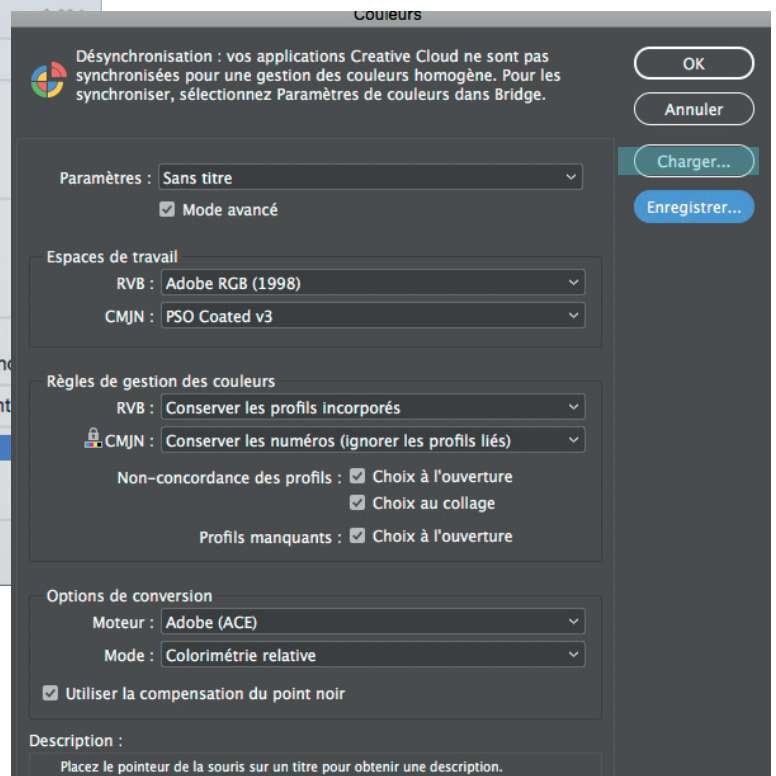 Couleurs
Désynchronisation : vos applications Creative Cloud ne sont pas
synchronisées pour une gestion des couleurs homogène. Pour les
synchroniser, sélectionnez Paramètres de couleurs dans Bridge.
OK
Annuler
Charger...
Enregistrer...
Paramètres : Sans titre
Mode avancé
Espaces de travail
RVB : Adobe RGB (1998)
CMJN : PSO Coated v3
Règles de gestion des couleurs
RVB : Conserver les profils incorporés
CMJN : Conserver les numéros (ignorer les profils liés)
Non-concordance des profils : Choix à l'ouverture
Choix au collage
Profils manquants : Choix à l'ouverture
Options de conversion
Moteur : Adobe (ACE)
Mode : Colorimétrie relative
Utiliser la compensation du point noir
Description :
Placez le pointeur de la souris sur un titre pour obtenir une description.